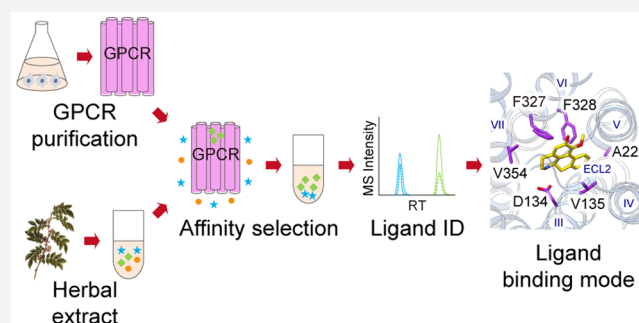 GPCR
GPCR
purification
Herbal
extract
GPCR
Affinity selection
MS Intensity
RT
Ligand ID
VI
F327
F328
VII
V
A22
V354
ECL2
D134
V135
IV
III
Ligand
binding mode